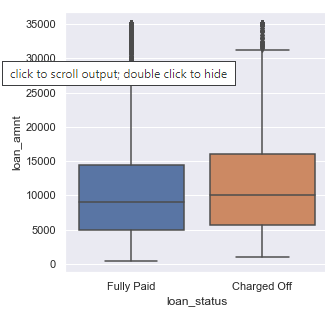 35000
30000
click to scroll output; double click to hide
25000
20000
15000
10000
5000
0
loan_amnt
Fully Paid
Charged Off
loan_status